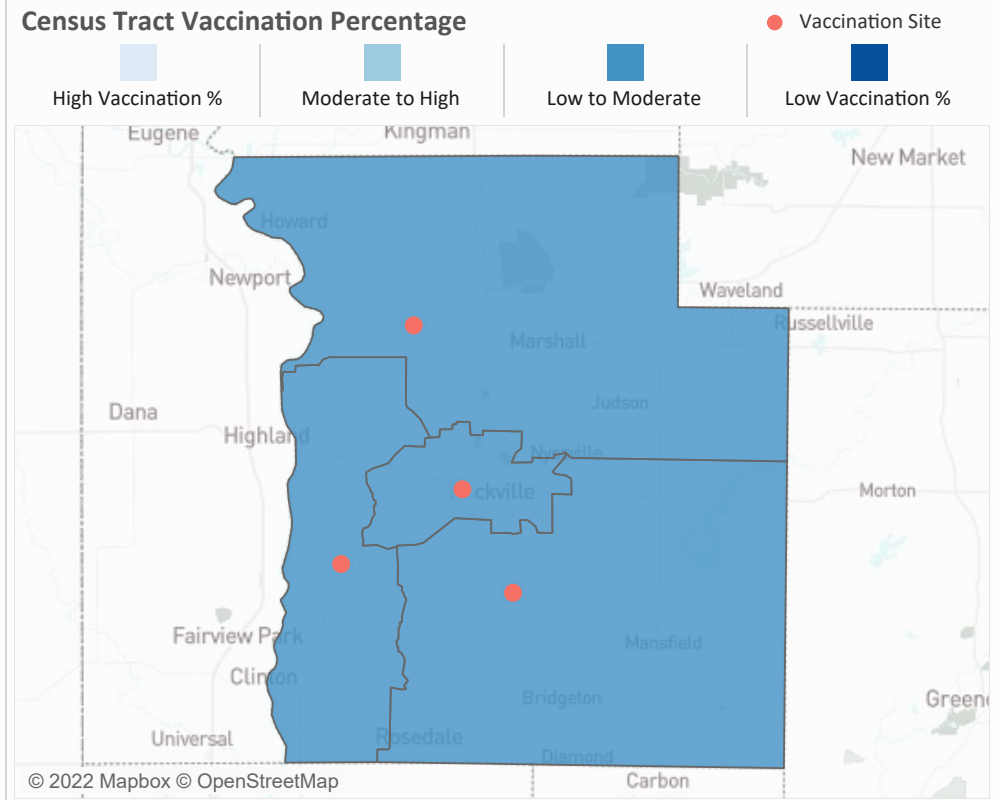 Census Tract Vaccination Percentage
Vaccination Site
High Vaccination %
Moderate to High
Low to Moderate
Low Vaccination %
Eugene
Kingman
New Market
Howard
Newport
Waveland
Russellville
Marshall
Dana
Judson
Highland
Morton
Fairview Park
Mansfield
Clinton
Bridgeton
Universal
Rosedale
Diamond
Carbon
© 2022 Mapbox © OpenStreetMap